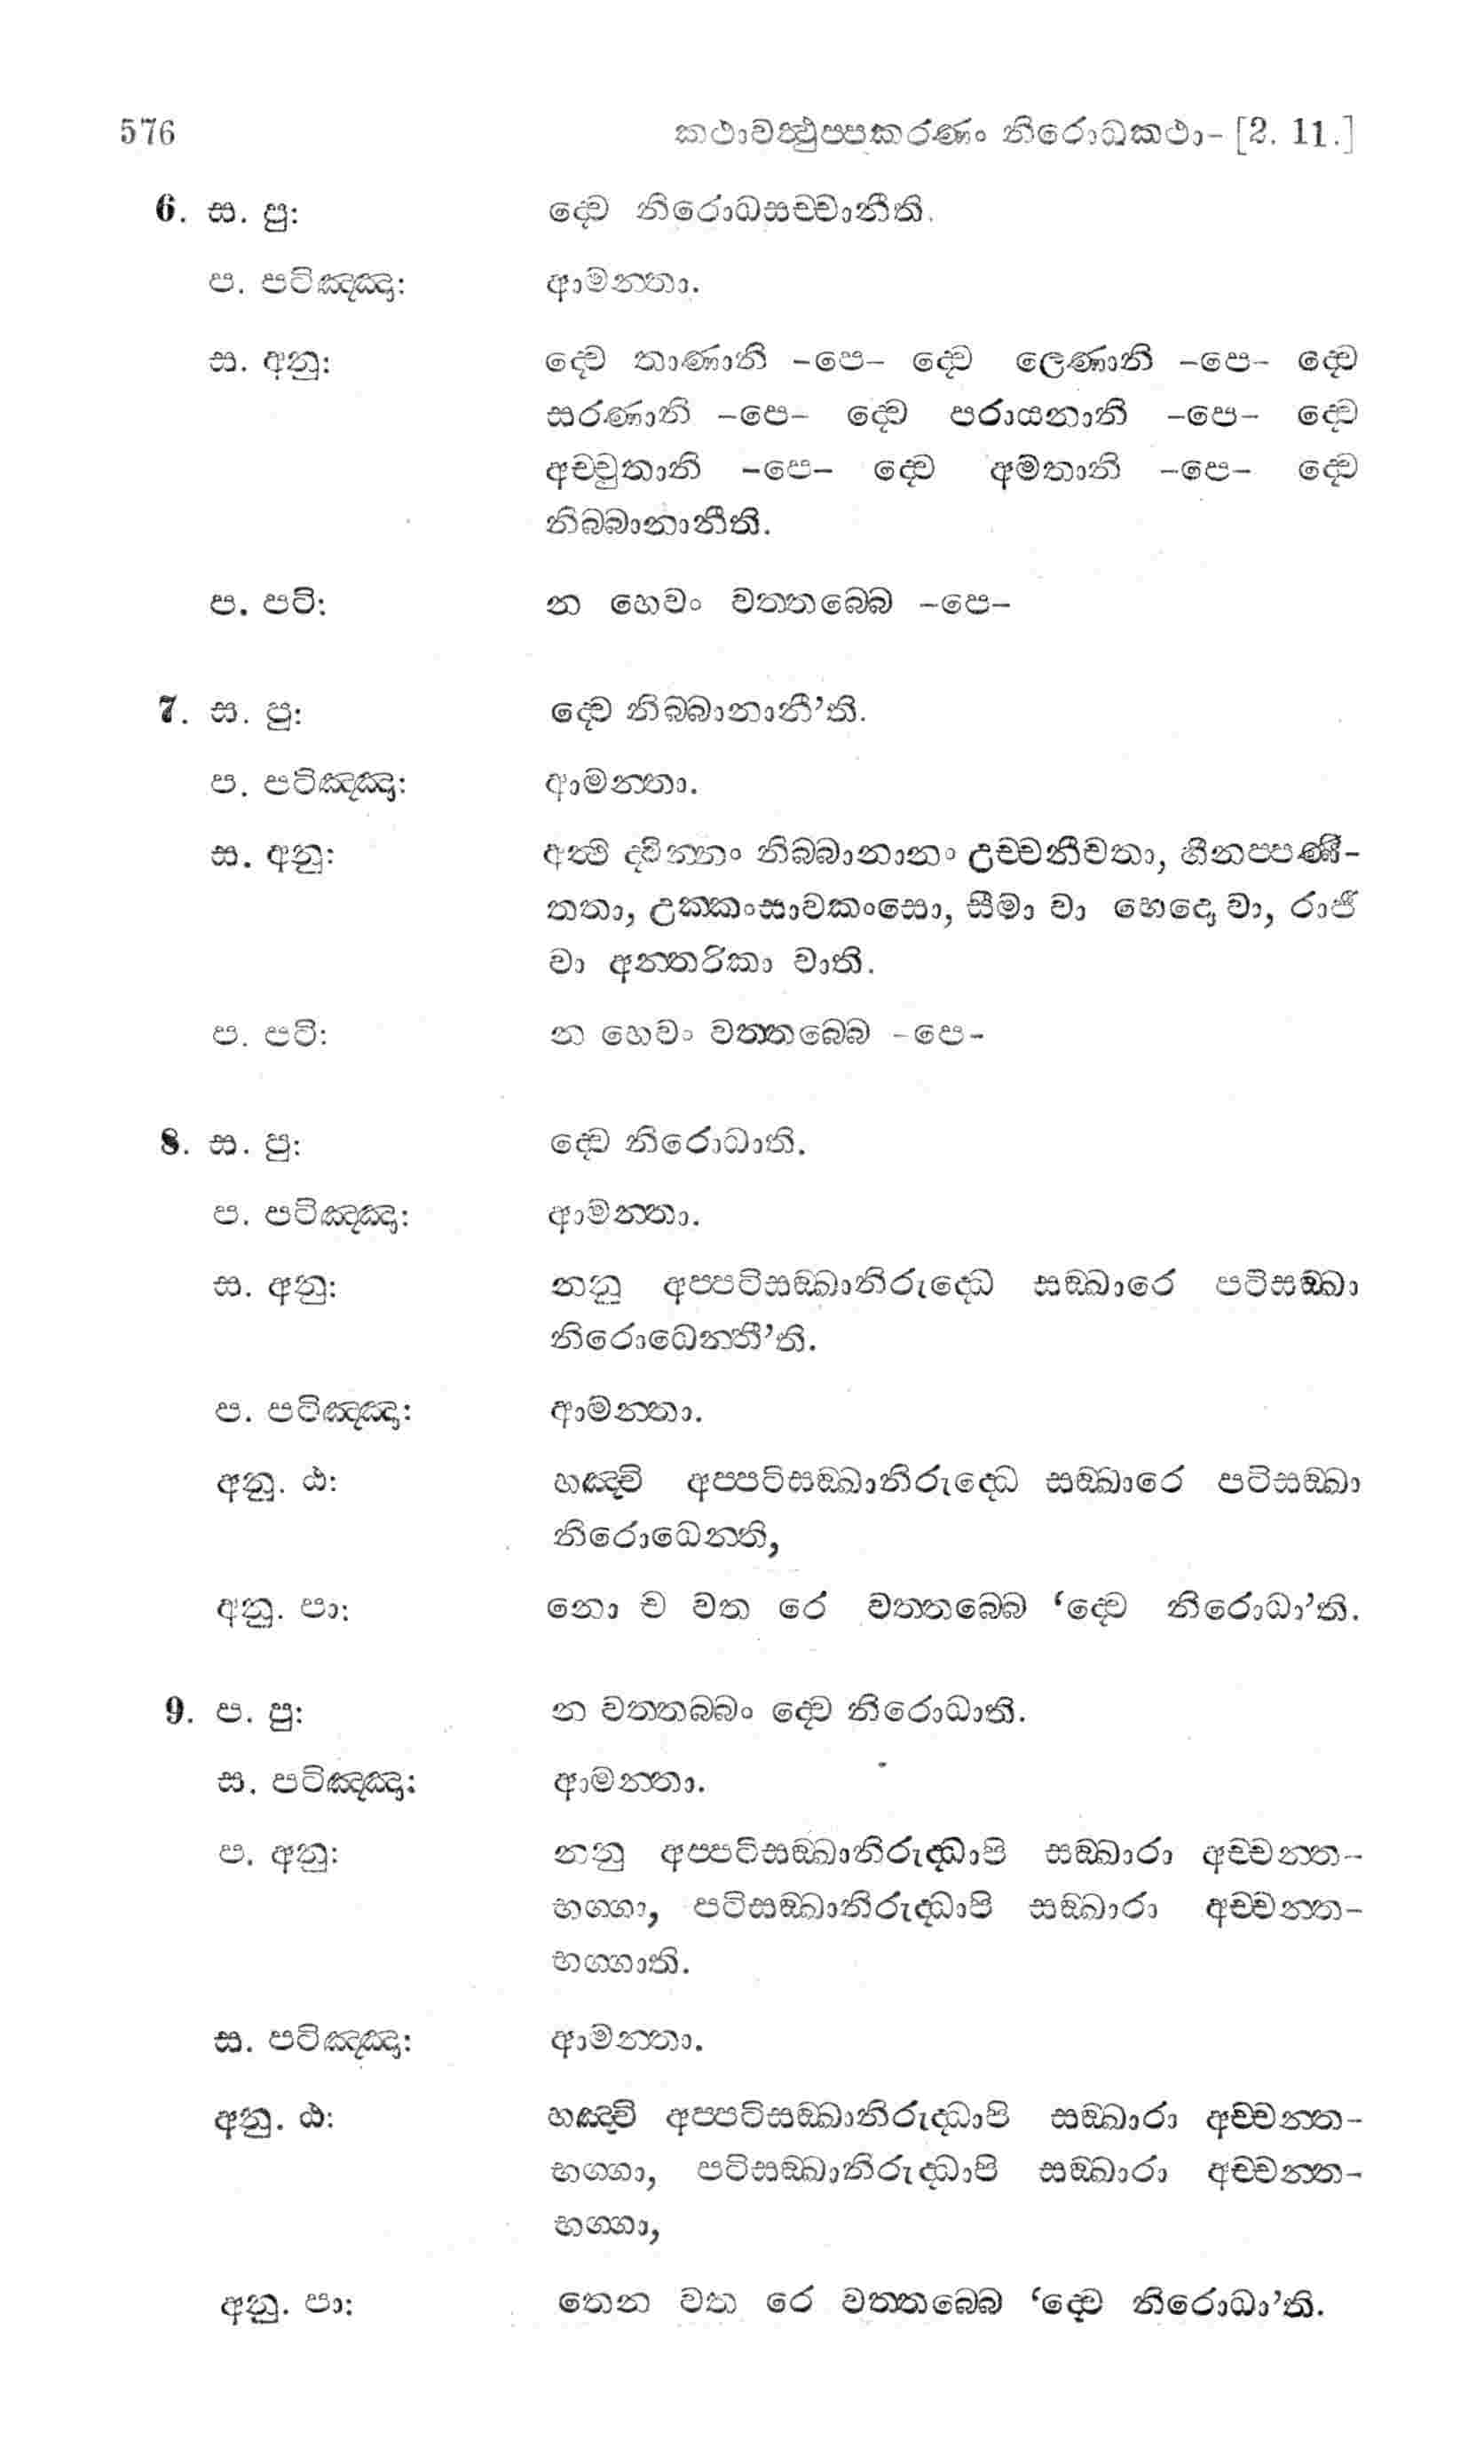 576 කථාවත්‍ථුප්පකරණං නිරොධකථා- [2. 11.]
6. ස. පු: ද්‍වෙ නිරොධසච්චානීති.
ප. පටිඤ්ඤා: ආමන්තා.
ස. අනු: ද්‍වෙ තාණානි -පෙ- ද්‍වෙ ලෙණානි -පෙ- ද්‍වෙ
සරණානි -පෙ- ද්‍වෙ පරායනානි -පෙ- ද්‍වෙ
අච්චුතානි -පෙ- ද්‍වෙ අමතානි -පෙ- ද්‍වෙ
නිබ්බානානීති.
ප. පටි: න හෙවං වත්තබ්බෙ -පෙ-
7. ස. පු: ද්‍වෙ නිබ්බානානී’ති.
ප. පටිඤ්ඤා: ආමන්තා.
ස. අනු: අත්‍ථි ද්‍වින්නං නිබ්බානානං උච්චනීචතා, හීනප්පණී-
තතා, උක්කංසාවකංසො, සීමා වා භෙදො වා, රාජී
වා අන්තරිකා වාති.
ප. පටි: න හෙවං වත්තබ්බෙ -පෙ-
8. ස. පු: ද්‍වෙ නිරොධාති.
ප. පටිඤ්ඤා: ආමන්තා.
ස. අනු: නනු අප්පටිසඞ්ඛානිරුද්ධෙ සඞ්ඛාරෙ පටිසඞ්ඛා
නිරොධෙන්තී’ති.
ප. පටිඤ්ඤා: ආමන්තා.
අනු. ඨ: හඤ්චි අප්පටිසඞ්ඛානිරුද්ධෙ සඞ්ඛාරෙ පටිසඞ්ඛා
නිරොධෙන්ති,
අනු. පා: නො ච වත රෙ වත්තබ්බෙ ‘ද්‍වෙ නිරොධා’ති.
9. ප. පු: න වත්තබ්බං ද්‍වෙ නිරොධාති.
ස. පටිඤ්ඤා: ආමන්තා.
ප. අනු: නනු අප්පටිසඞ්ඛානිරුද්ධාපි සඞ්ඛාරා අච්චන්ත-
භග්ගා, පටිසඞ්ඛානිරුද්ධාපි සඞ්ඛාරා අච්චන්ත-
භග්ගාති.
ස. පටිඤ්ඤා: ආමන්තා.
අනු. ඨ: හඤ්චි අප්පටිසඞ්ඛානිරුද්ධාපි සඞ්ඛාරා අච්චන්ත-
භග්ගා, පටිසඞ්ඛානිරුද්ධාපි සඞ්ඛාරා අච්චන්ත-
භග්ගා,
අනු. පා: තෙන වත රෙ වත්තබ්බෙ ‘ද්‍වෙ නිරොධා’ති.